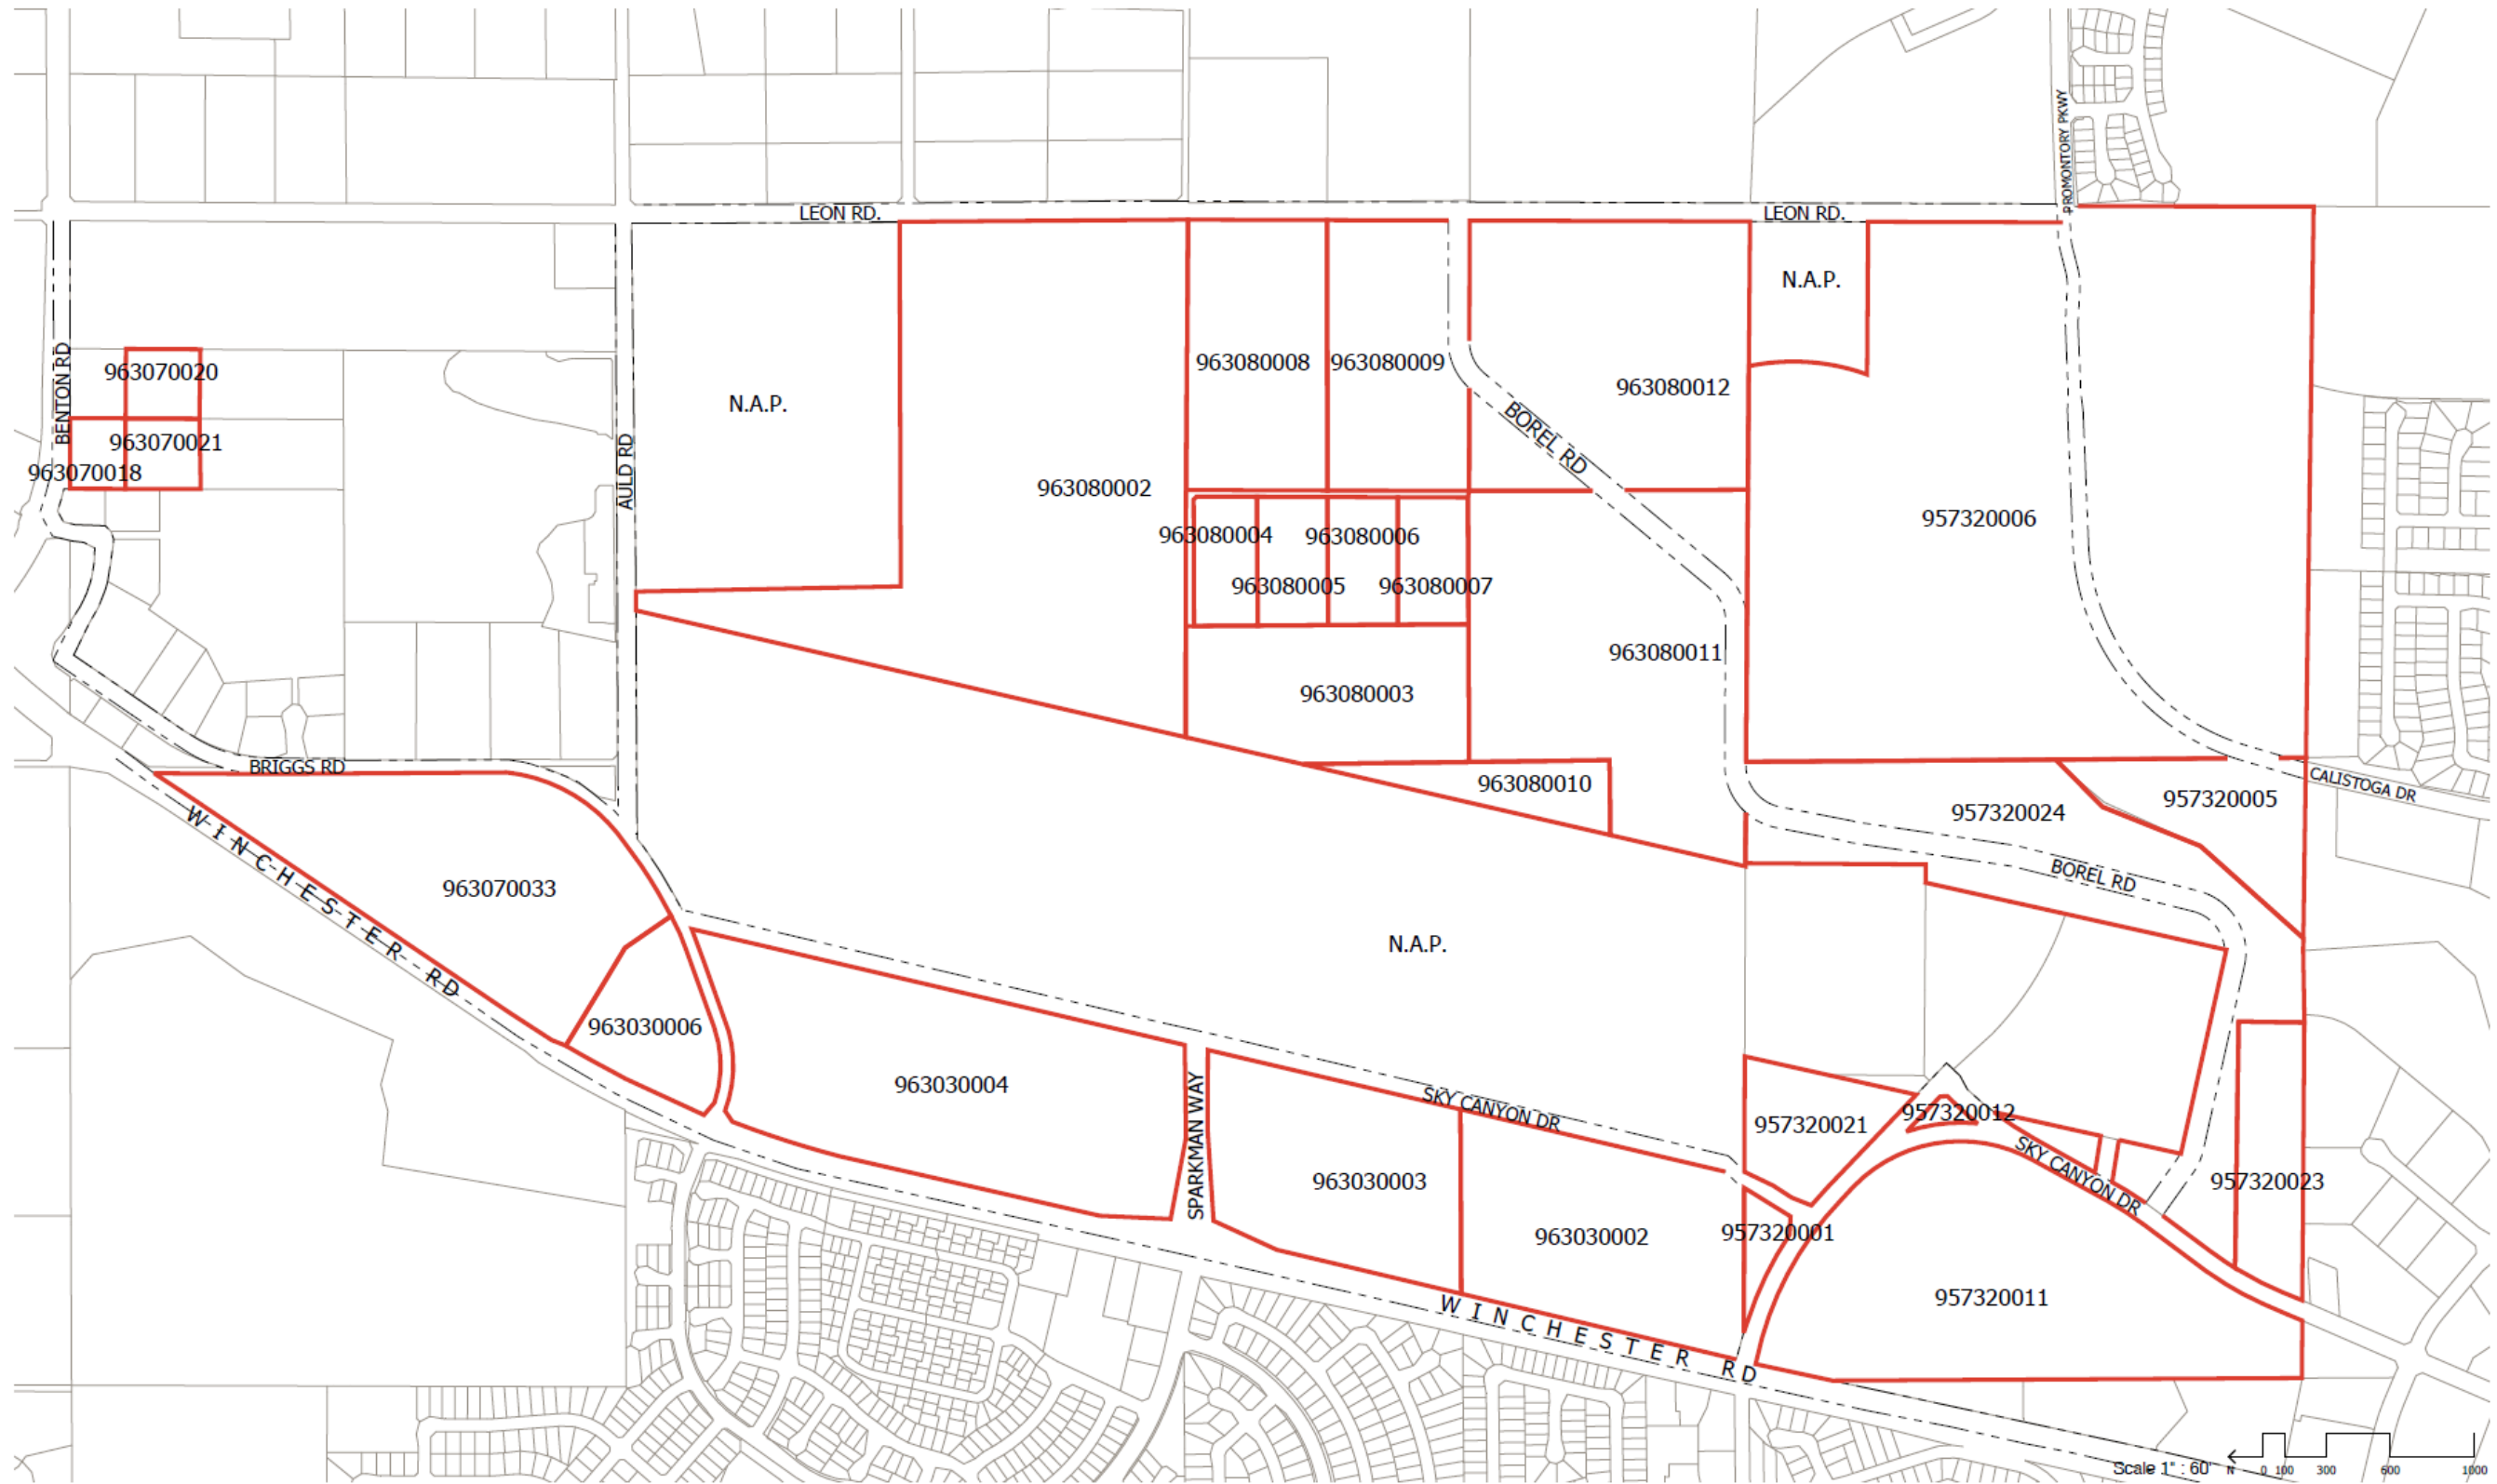 PROMONTORY PKWY
LEON RD.
LEON RD.
N.A.P.
BENTON RD
963070020
963080008
963080009
963080012
N.A.P.
BOREL RD
963070021
963070018
AULD RD
963080002
957320006
963080004
963080006
963080005
963080007
963080011
963080003
BRIGGS RD
963080010
CALISTOGA DR
957320005
957320024
WINCHESTER RD
963070033
BOREL RD
N.A.P.
963030006
963030004
SPARKMAN WAY
SKY CANYON DR
957320021
957320012
SKY CANYON DR
963030003
957320023
963030002
957320001
957320011
WINCHESTER RD
Scale 1" : 60'
N
0 100 300 600 1000